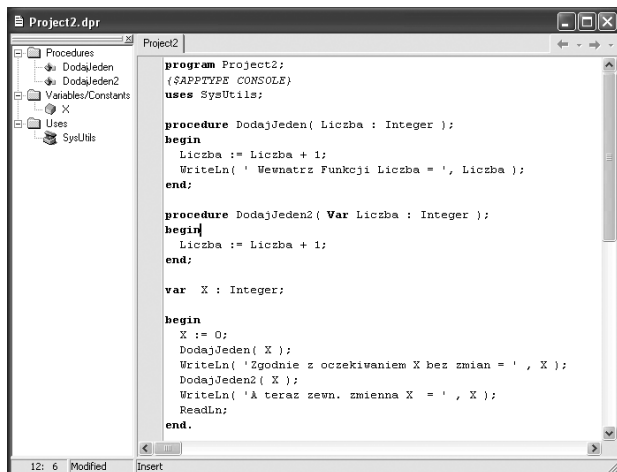 Project2.dpr
Procedures
DodajJeden
DodajJeden2
Variables/Constants
X
Uses
SysUtils
Project2
program Project2;
{$APPTYPE CONSOLE}
uses SysUtils;
procedure DodajJeden( Liczba : Integer );
begin
Liczba := Liczba + 1;
WriteLn( ' Wewnatrz Funkcji Liczba = ', Liczba );
end;
procedure DodajJeden2( Var Liczba : Integer );
begin
Liczba := Liczba + 1;
end;
var X : Integer;
begin
X := 0;
DodajJeden( X );
WriteLn( 'Zgodnie z oczekiwaniem X bez zmian = ' , X );
DodajJeden2( X );
WriteLn( 'A teraz zewn. zmienna X = ' , X );
ReadLn;
end.
12: 6 Modified Insert